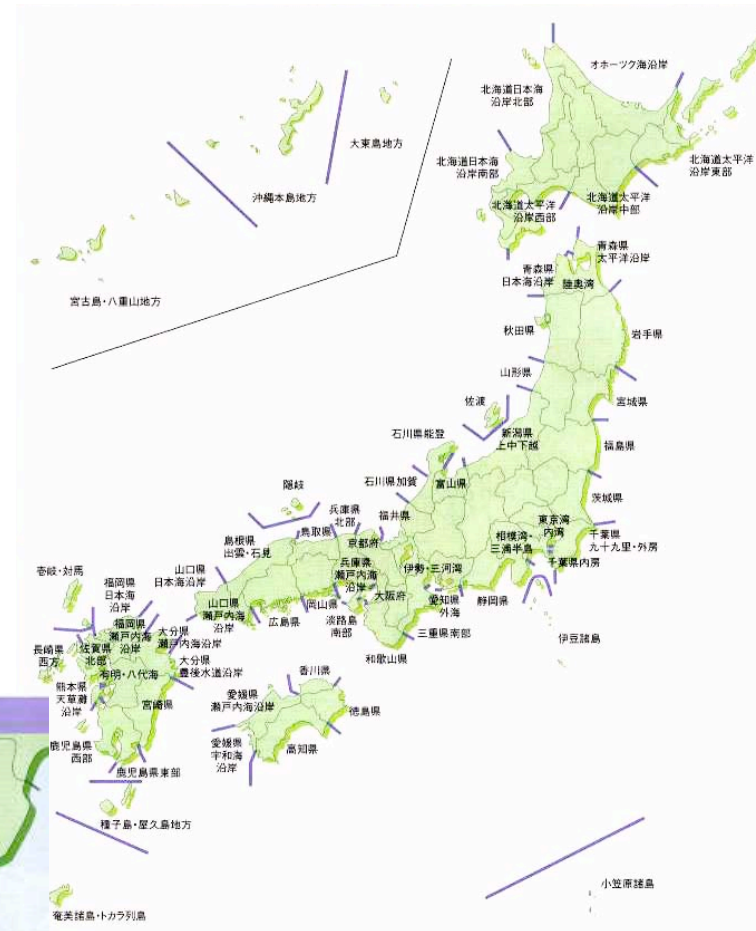 オホーツク海沿岸
北海道日本海
沿岸北部
大東島地方
北海道日本海
沿岸南部
北海道太平洋
沿岸東部
沖縄本島地方
北海道太平洋
沿岸西部
北海道太平洋
沿岸中部
青森県
太平洋沿岸
青森県
日本海沿岸
陸奥湾
宮古島・八重山地方
秋田県
岩手県
山形県
佐渡
宮城県
石川県能登
新潟県
上中下越
福島県
石川県加賀
富山県
隠岐
茨城県
兵庫県
北部
福井県
鳥取県
京都府
東京湾
内湾
相模湾・
三浦半島
千葉県
九十九里・外房
島根県
出雲・石見
兵庫県
瀬戸内海
沿岸
伊勢・三河湾
千葉県内房
壱岐・対馬
山口県
日本海沿岸
福岡県
日本海
沿岸
大阪府
愛知県
外海
静岡県
山口県
瀬戸内海
沿岸
岡山県
広島県
淡路島
南部
福岡県
瀬戸内海
沿岸
大分県
瀬戸内海沿岸
三重県南部
伊豆諸島
長崎県
西方
佐賀県
北部
和歌山県
有明・八代海
大分県
豊後水道沿岸
香川県
熊本県
天草灘
沿岸
愛媛県
瀬戸内海沿岸
宮崎県
徳島県
愛媛県
宇和海
沿岸
高知県
鹿児島県
西部
鹿児島県東部
種子島・屋久島地方
小笠原諸島
奄美諸島・トカラ列島